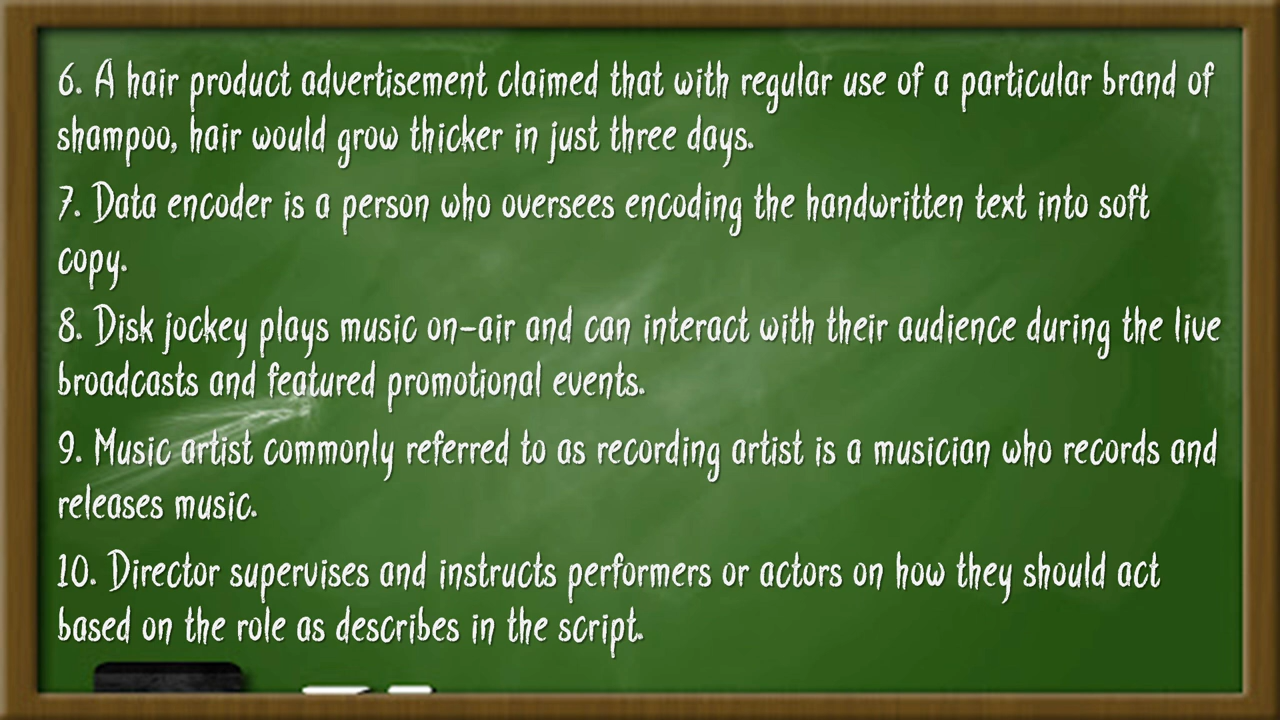 6. A hair product advertisement claimed that with regular use of a particular brand of
shampoo, hair would grow thicker in just three days.
7. Data encoder is a person who oversees encoding the handwritten text into soft
copy.
8. Disk jockey plays music on-air and can interact with their audience during the live
broadcasts and featured promotional events.
9. Music artist commonly referred to as recording artist is a musician who records and
releases music.
10. Director supervises and instructs performers or actors on how they should act
based on the role as describes in the script.